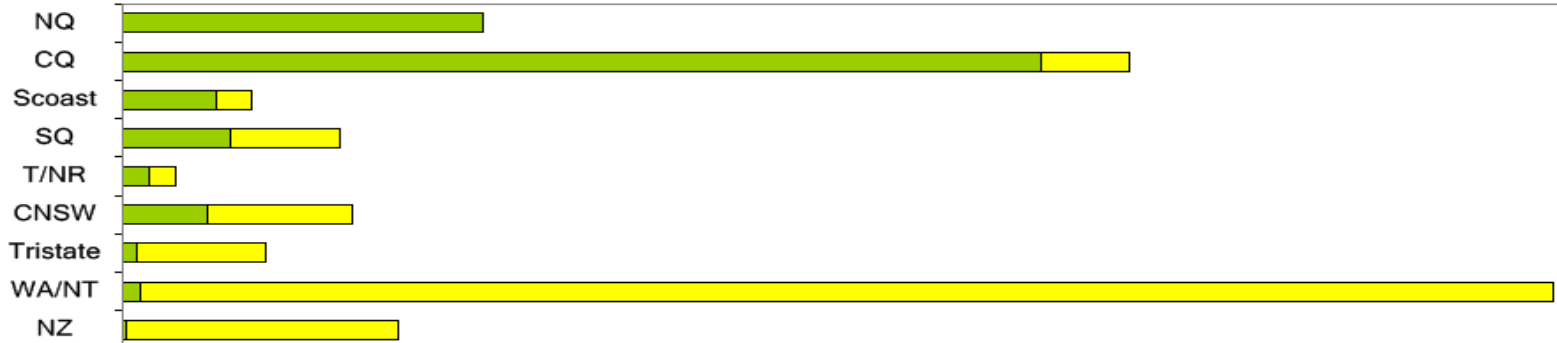 NQ
CQ
Scoast
SQ
T/NR
CNSW
Tristate
WA/NT
NZ